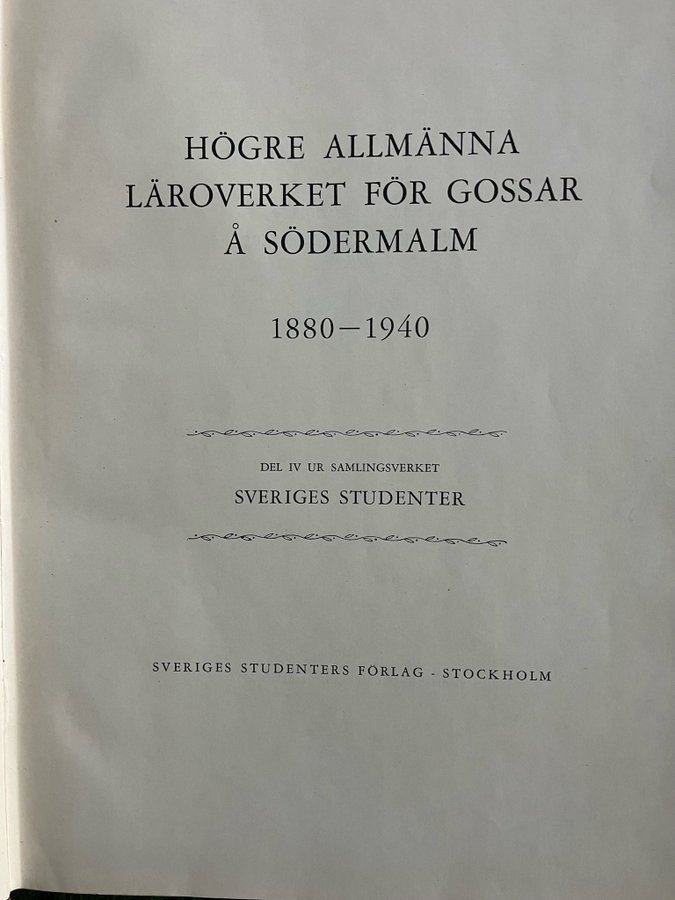 HÖGRE ALLMÄNNA
LÄROVERKET FÖR GOSSAR
Å SÖDERMALM
1880—1940
DEL IV UR SAMLINGSVERKET
SVERIGES STUDENTER
SVERIGES STUDENTERS FÖRLAG - STOCKHOLM